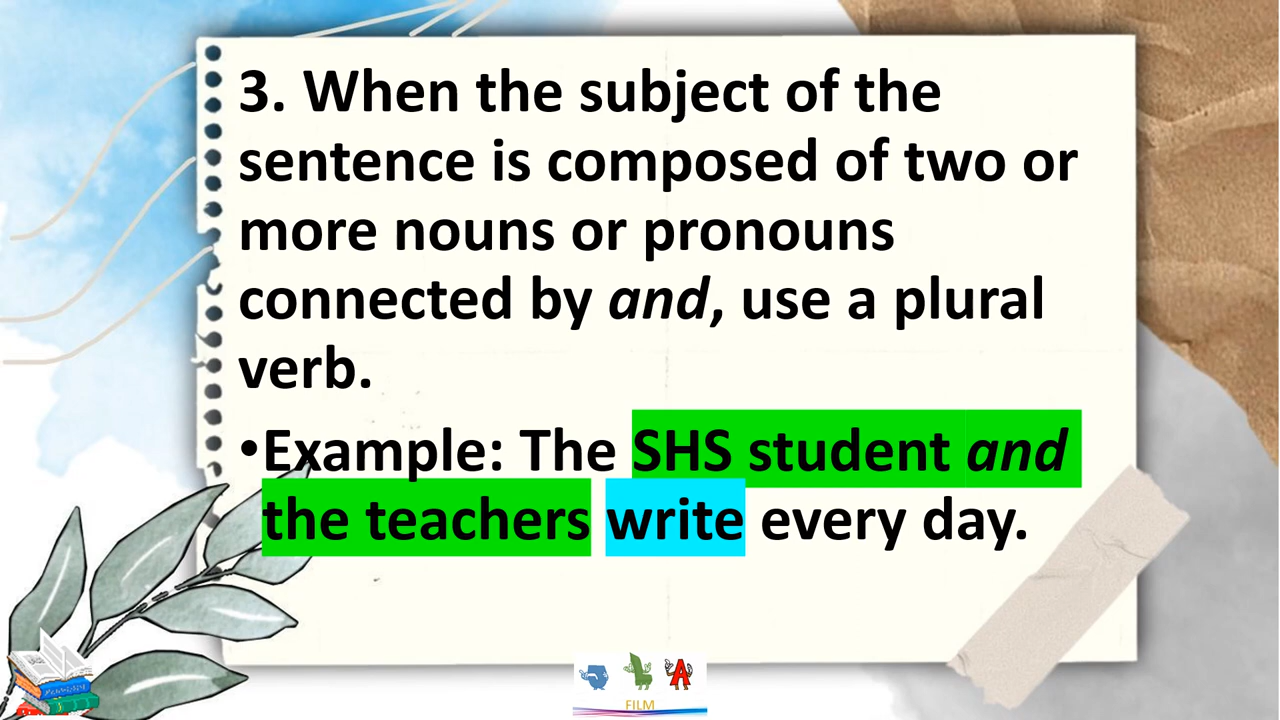 3. When the subject of the
sentence is composed of two or
more nouns or pronouns
connected by and, use a plural
verb.
•Example: The SHS student and
the teachers write every day.
FILM